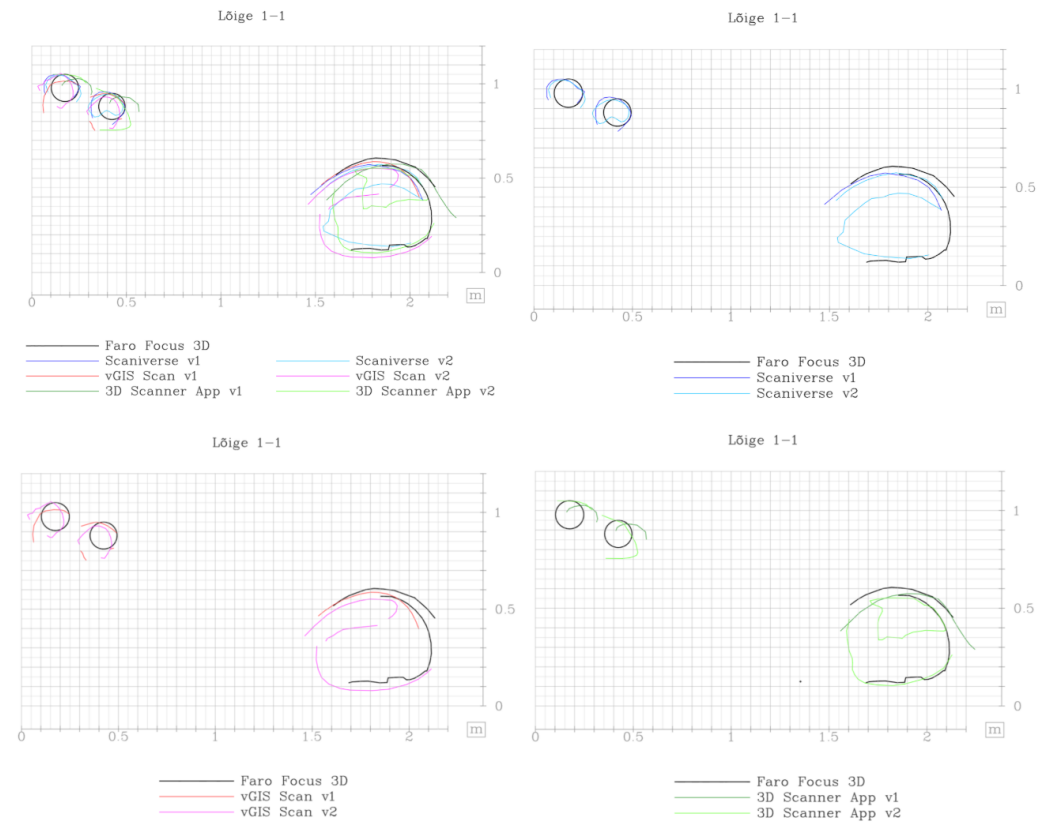 Lõige 1-1
1
0.5
0
0
0.5
1
1.5
2
m
Faro Focus 3D
Scaniverse v1
Scaniverse v2
vGIS Scan v1
vGIS Scan v2
3D Scanner App v1
3D Scanner App v2
Lõige 1-1
1
0.5
0
0
0.5
1
1.5
2
m
Faro Focus 3D
Scaniverse v1
Scaniverse v2
Lõige 1-1
1
0.5
0
0
0.5
1
1.5
2
m
Faro Focus 3D
vGIS Scan v1
vGIS Scan v2
Lõige 1-1
1
0.5
0
0
0.5
1
1.5
2
m
Faro Focus 3D
3D Scanner App v1
3D Scanner App v2